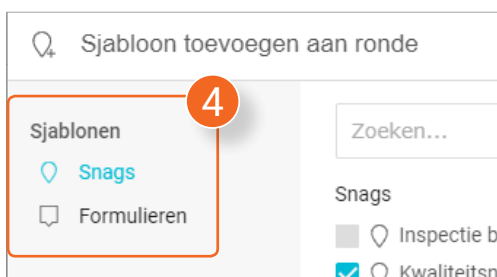 Sjabloon toevoegen aan ronde
4
Sjablonen
Snags
Formulieren
Zoeken...
Snags
Inspectie